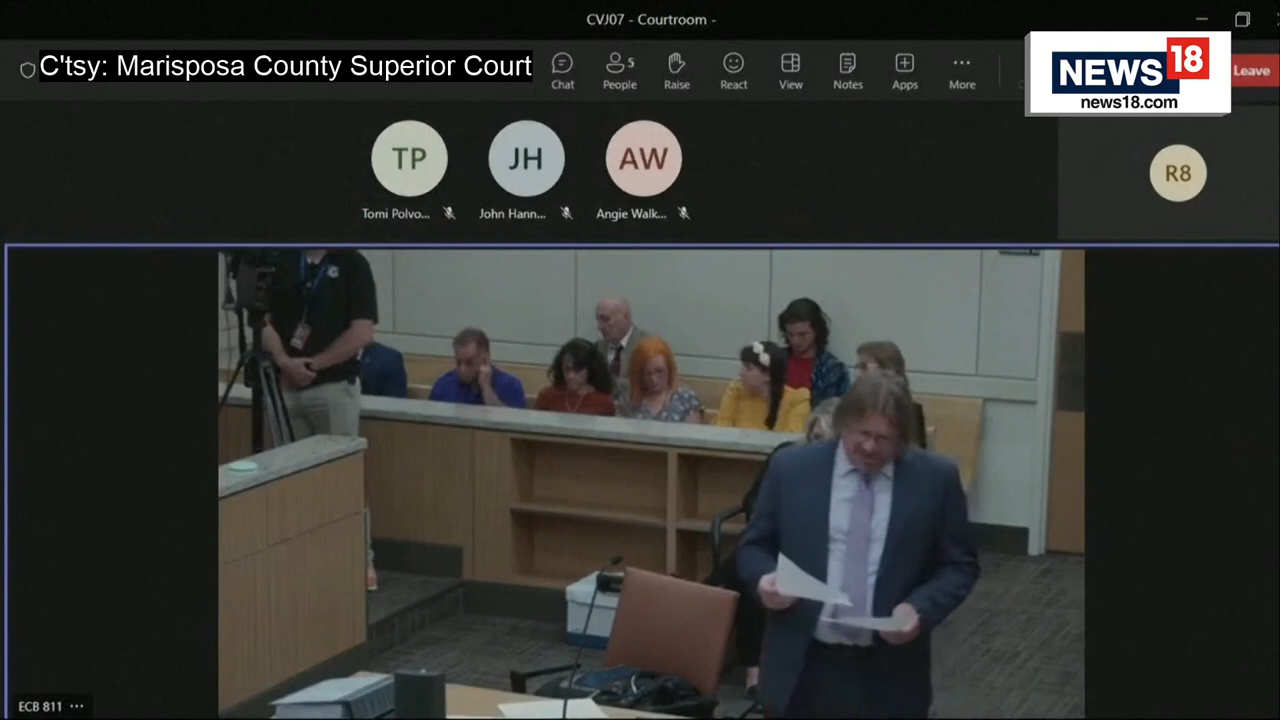 CVJ07 - Courtroom -
C'tsy: Marisposa County Superior Court
Chat
5
People
Raise
React
View
Notes
Apps
More
Leave
NEWS 18
news18.com
TP
JH
AW
R8
Tomi Polvo...
John Hann...
Angie Walk...
ECB 811